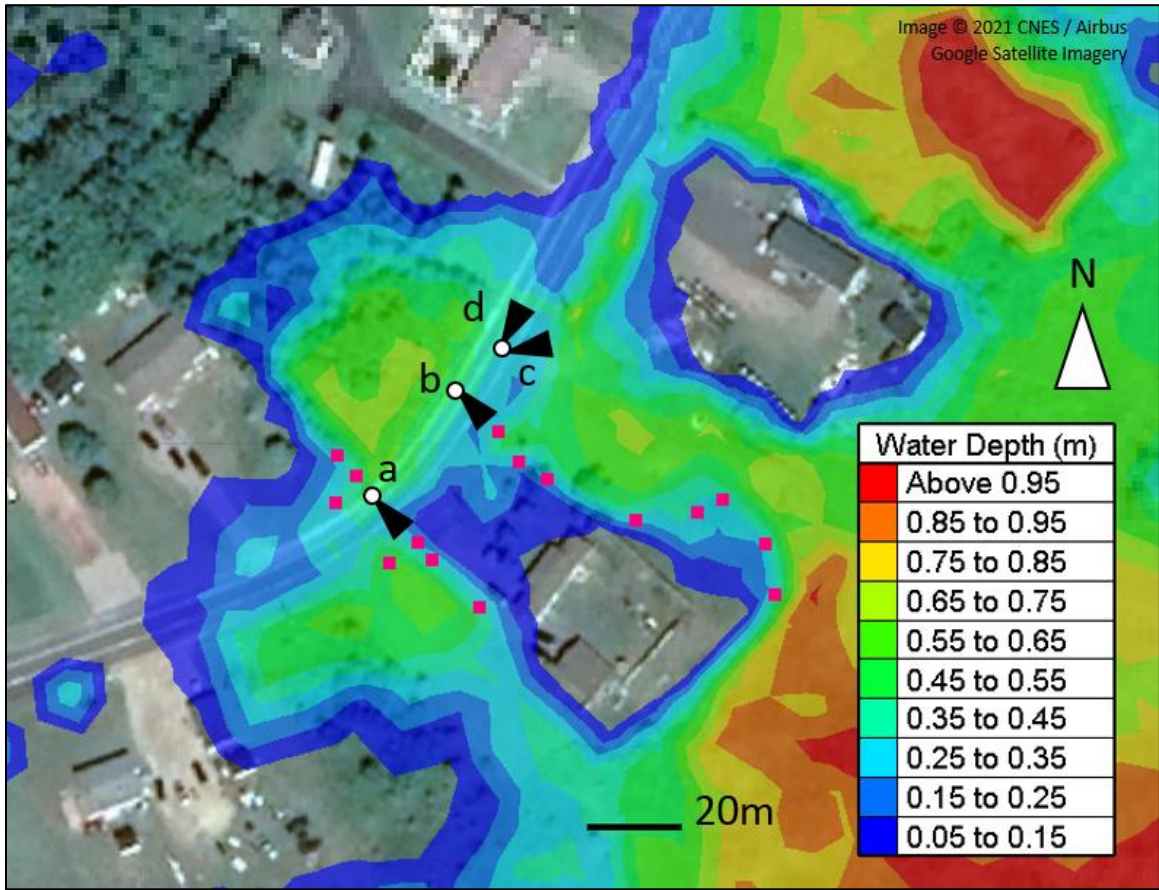 Image © 2021 CNES / Airbus
Google Satellite Imagery
N
d
c
b
a
Water Depth (m)
Above 0.95
0.85 to 0.95
0.75 to 0.85
0.65 to 0.75
0.55 to 0.65
0.45 to 0.55
0.35 to 0.45
0.25 to 0.35
0.15 to 0.25
0.05 to 0.15
20m